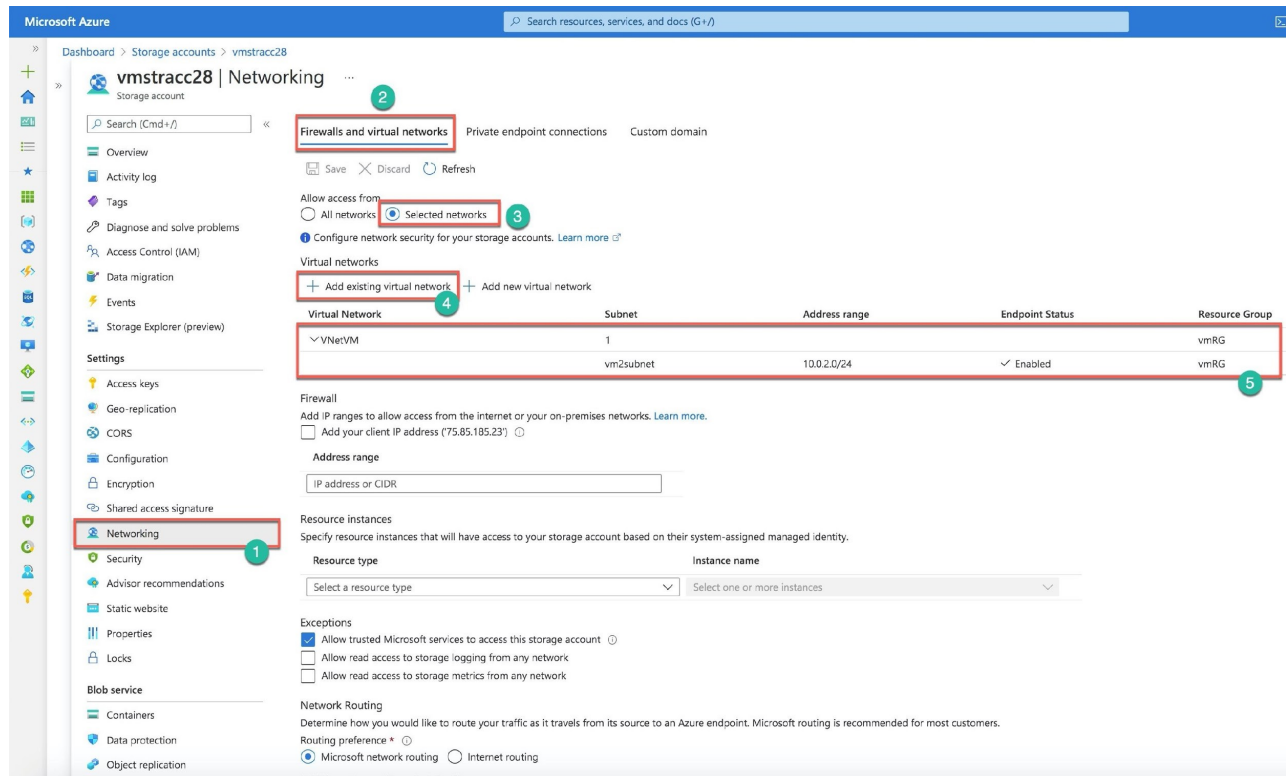 Microsoft Azure
Search resources, services, and docs (G+/)
Dashboard > Storage accounts > vmstracc28
vmstracc28 | Networking ...
Storage account
Search (Cmd+/)
Overview
Activity log
Tags
Diagnose and solve problems
Access Control (IAM)
Data migration
Events
Storage Explorer (preview)
Settings
Access keys
Geo-replication
CORS
Configuration
Encryption
Shared access signature
Networking
1
Security
Advisor recommendations
Static website
Properties
Locks
Blob service
Containers
Data protection
Object replication
2
Firewalls and virtual networks Private endpoint connections Custom domain
Save Discard Refresh
Allow access from
All networks Selected networks 3
Configure network security for your storage accounts. Learn more
Virtual networks
+ Add existing virtual network + Add new virtual network
4
Virtual Network Subnet Address range Endpoint Status Resource Group
VNetVM 1 vmRG
vm2subnet 10.0.2.0/24 Enabled vmRG
5
Firewall
Add IP ranges to allow access from the internet or your on-premises networks. Learn more.
Add your client IP address ('75.85.185.23')
Address range
IP address or CIDR
Resource instances
Specify resource instances that will have access to your storage account based on their system-assigned managed identity.
Resource type Instance name
Select a resource type Select one or more instances
Exceptions
Allow trusted Microsoft services to access this storage account
Allow read access to storage logging from any network
Allow read access to storage metrics from any network
Network Routing
Determine how you would like to route your traffic as it travels from its source to an Azure endpoint. Microsoft routing is recommended for most customers.
Routing preference *
Microsoft network routing Internet routing